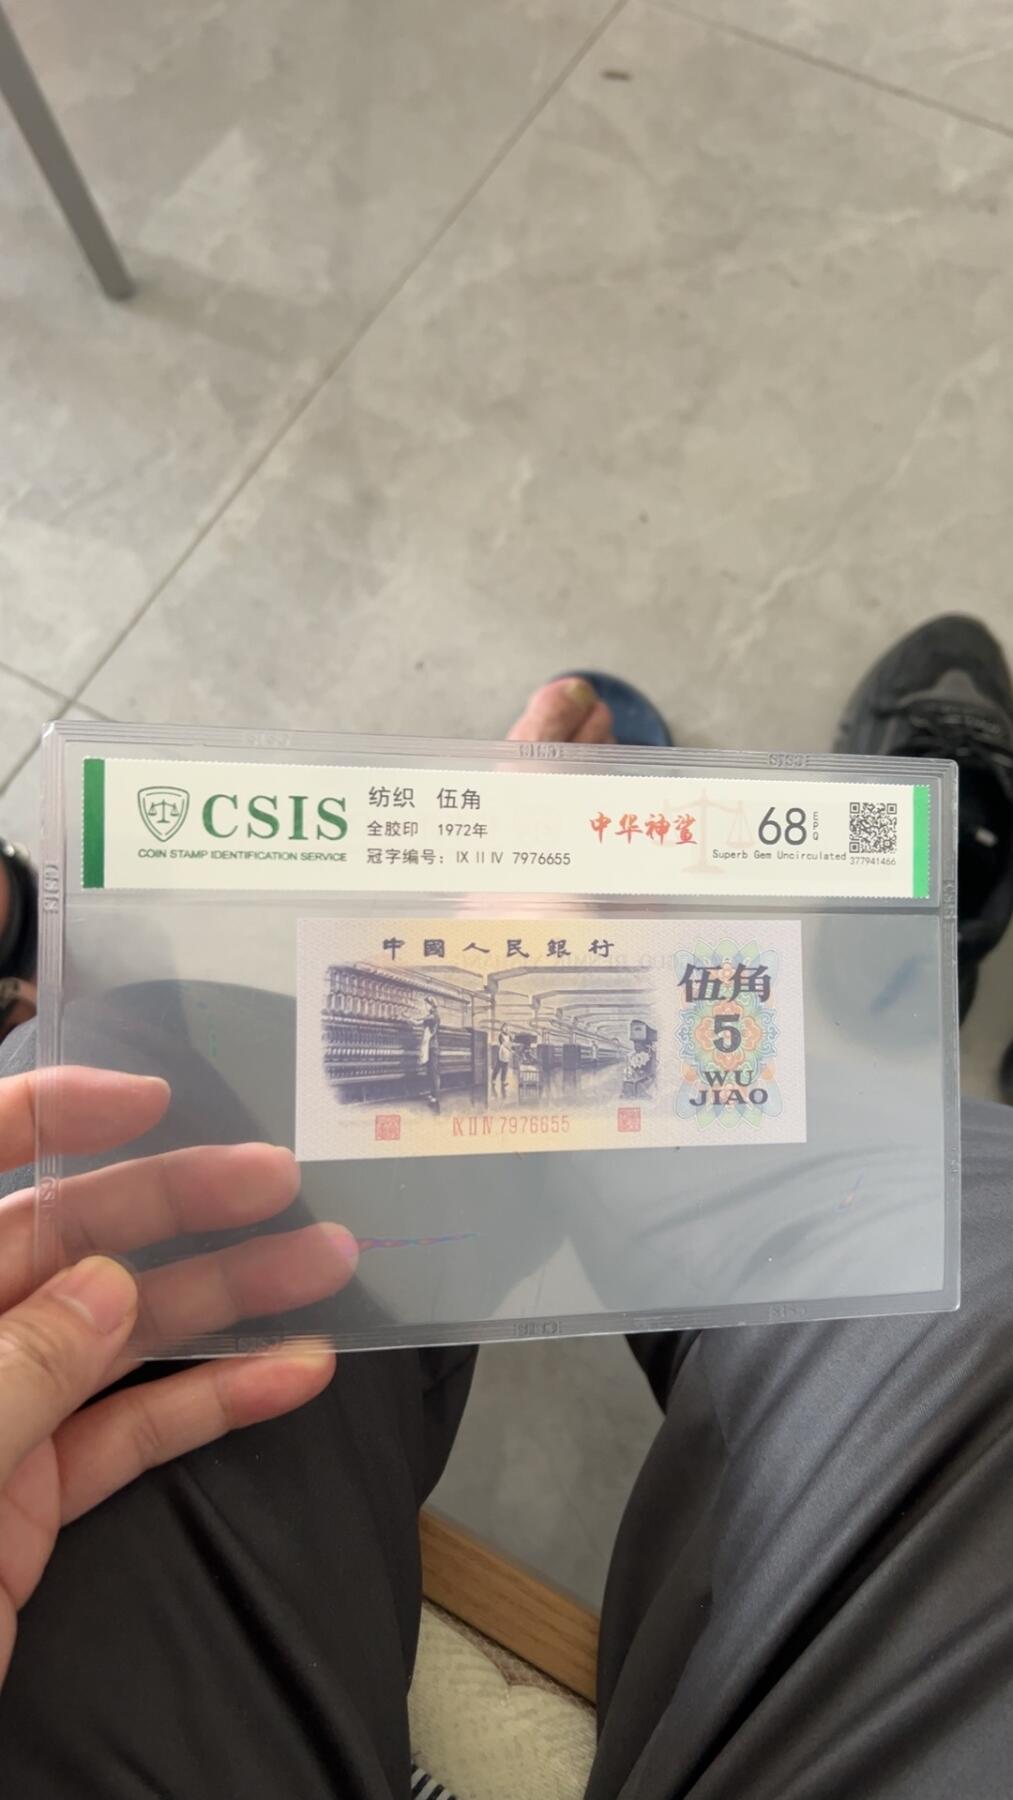 CSIS
COIN STAMP IDENTIFICATION SERVICE
纺织 伍角
全胶印 1972年
冠字编号：IX II IV 7976655
中华神鲨
68 EPQ
Superb Gem Uncirculated
377941466
中國人民銀行
伍角
5
WU
JIAO
IX II IV 7976655